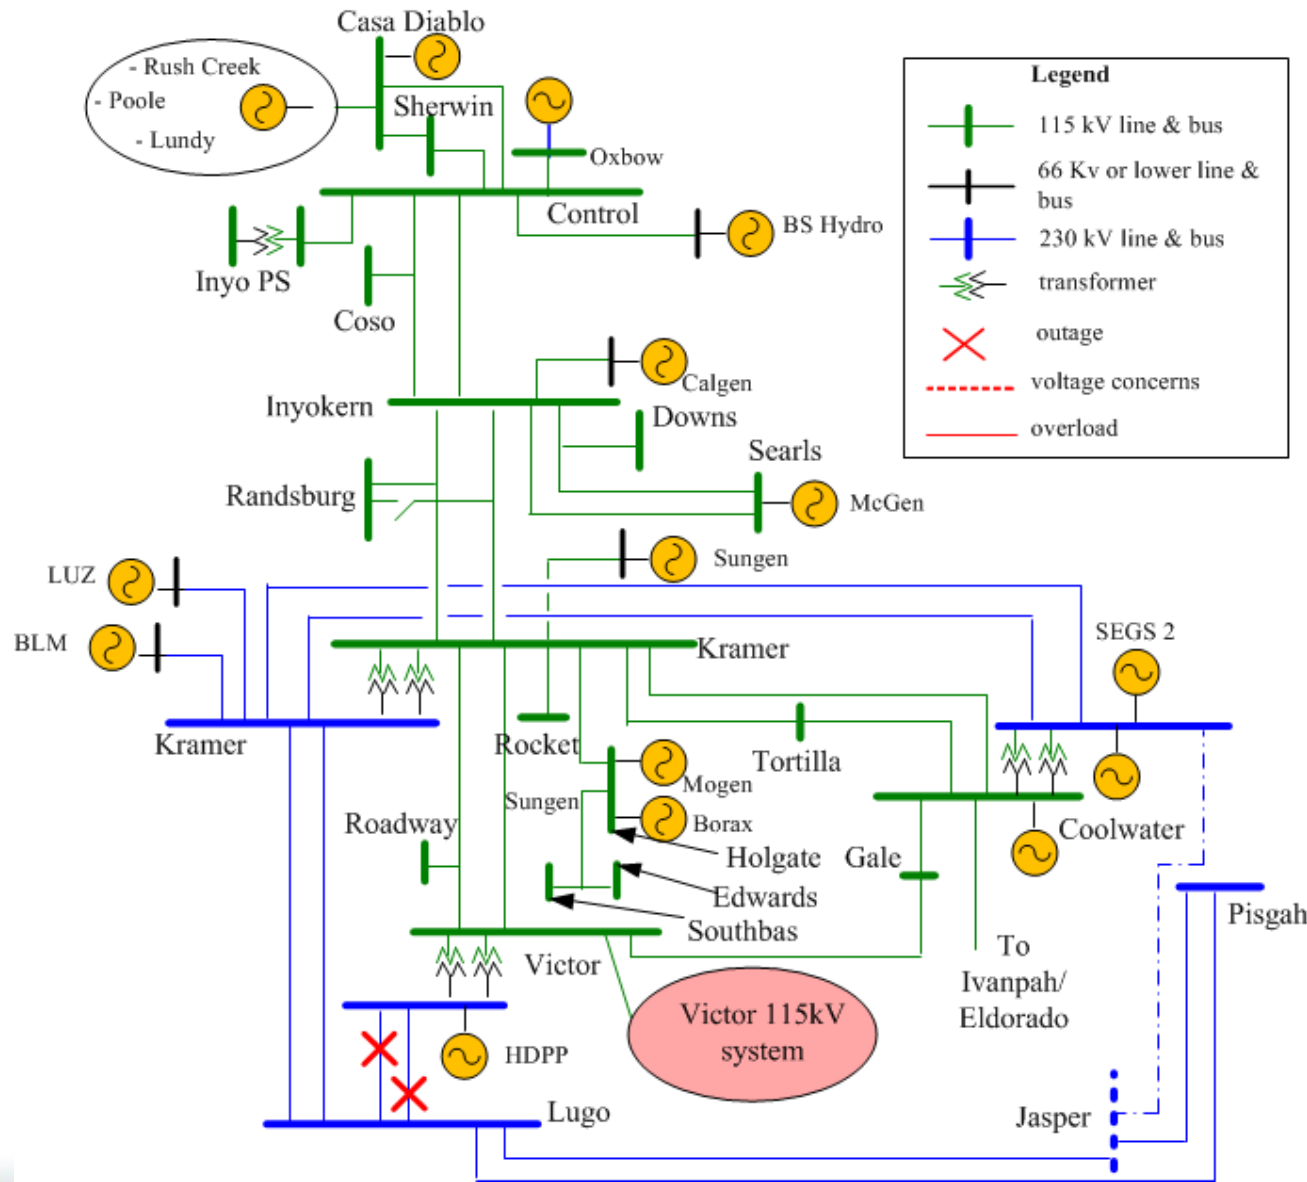 Casa Diablo
- Rush Creek
- Poole
- Lundy
Sherwin
Oxbow
Control
BS Hydro
Inyo PS
Coso
Legend
115 kV line & bus
66 Kv or lower line &
bus
230 kV line & bus
transformer
outage
voltage concerns
overload
Calgen
Inyokern
Downs
Searls
Randsburg
McGen
Sungen
LUZ
BLM
Kramer
SEGS 2
Kramer
Rocket
Tortilla
Mogen
Sungen
Borax
Roadway
Holgate
Gale
Coolwater
Edwards
Southbas
Pisgah
Victor
To
Ivanpah/
Eldorado
Victor 115kV
system
HDPP
Lugo
Jasper